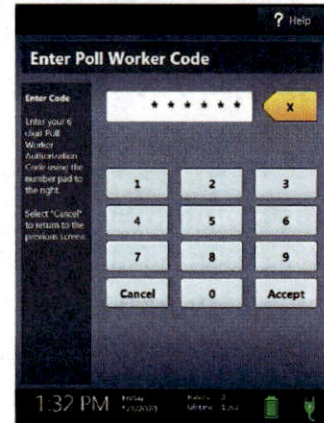 ? Help
Enter Poll Worker Code
Enter Code
Enter your 6
digit Poll
Worker
Authorization
Code using the
number pad to
the right.
Select "Cancel"
to return to the
previous screen.
* * * * * *
X
1 2 3
4 5 6
7 8 9
Cancel 0 Accept
1:32 PM
Friday
Lifetime